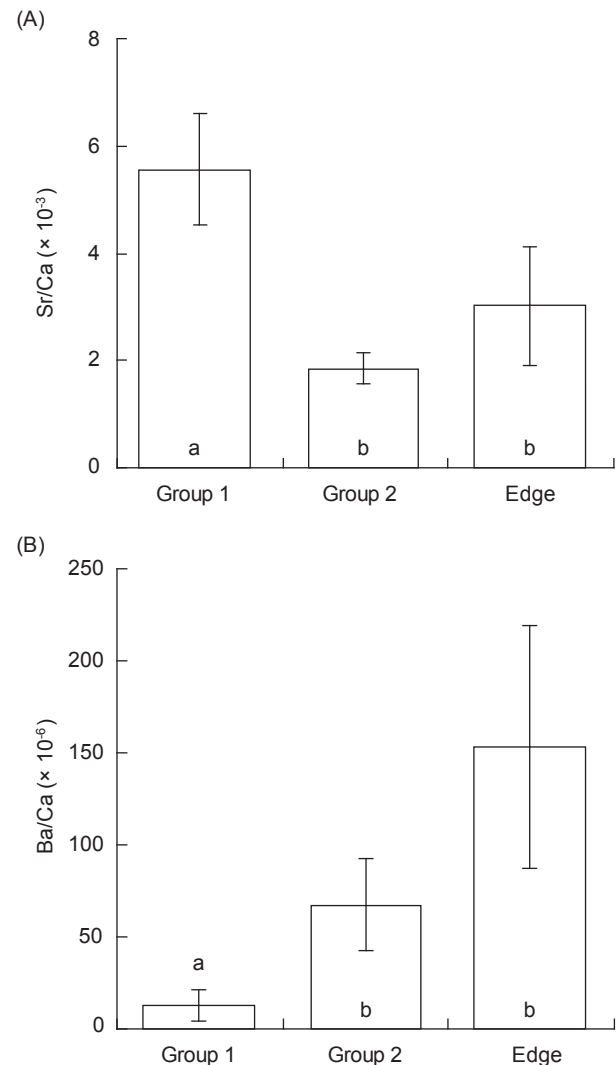 (A)
8
6
4
2
0
Sr/Ca (× 10⁻³)
a
b
b
Group 1
Group 2
Edge
(B)
250
200
150
100
50
0
Ba/Ca (× 10⁻⁶)
a
b
b
Group 1
Group 2
Edge